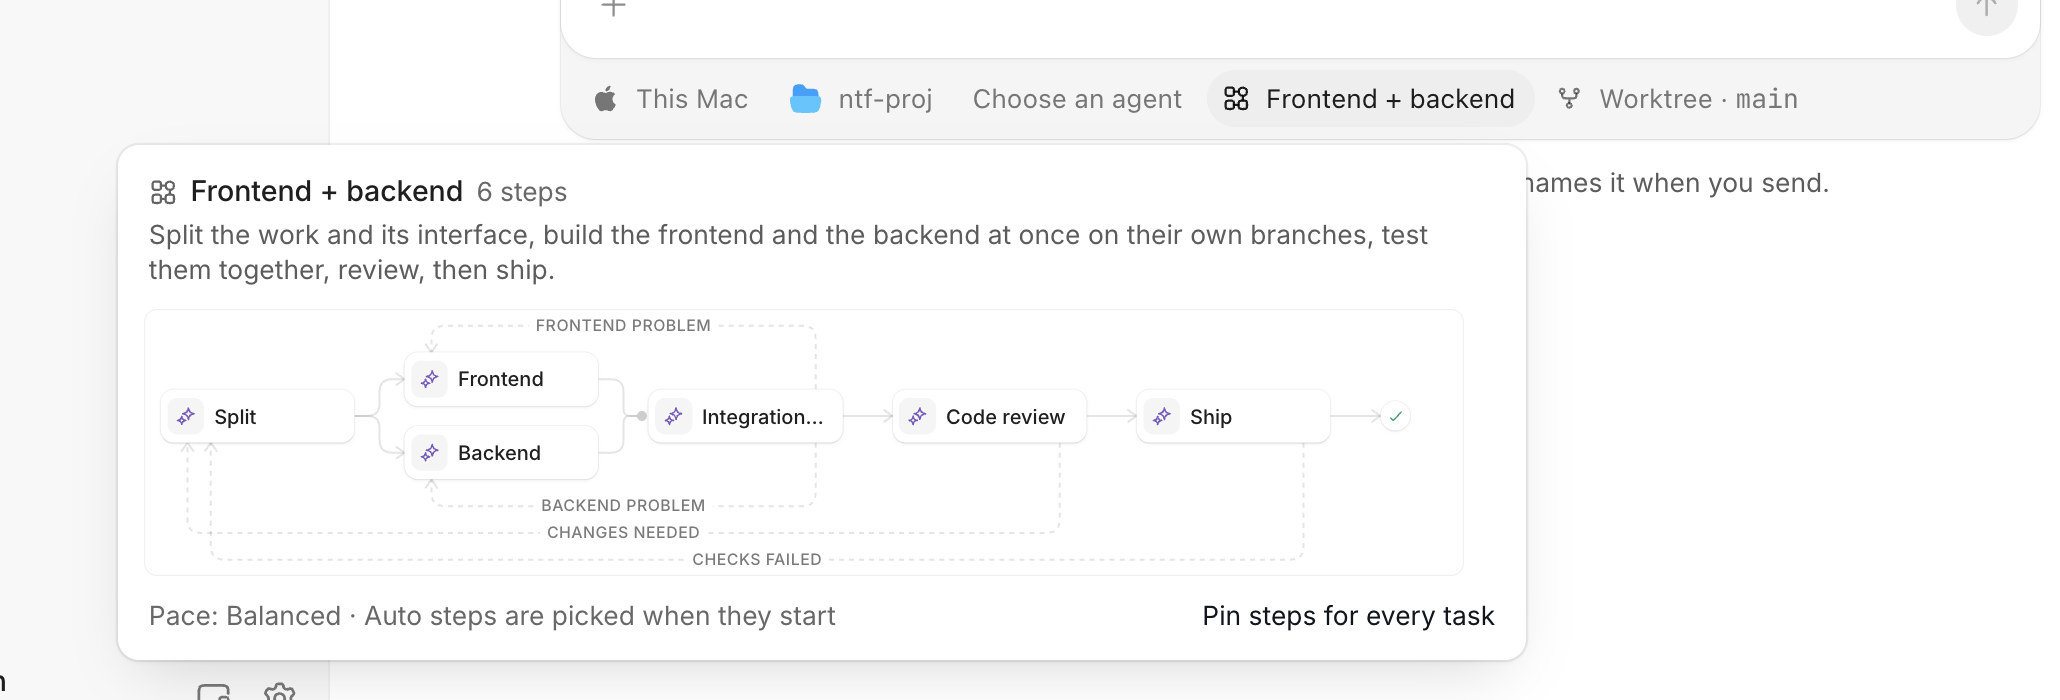 This Mac ntf-proj Choose an agent Frontend + backend Worktree · main
names it when you send.
Frontend + backend 6 steps
Split the work and its interface, build the frontend and the backend at once on their own branches, test
them together, review, then ship.
FRONTEND PROBLEM
Frontend
Split
Integration...
Code review
Ship
Backend
BACKEND PROBLEM
CHANGES NEEDED
CHECKS FAILED
Pace: Balanced · Auto steps are picked when they start
Pin steps for every task